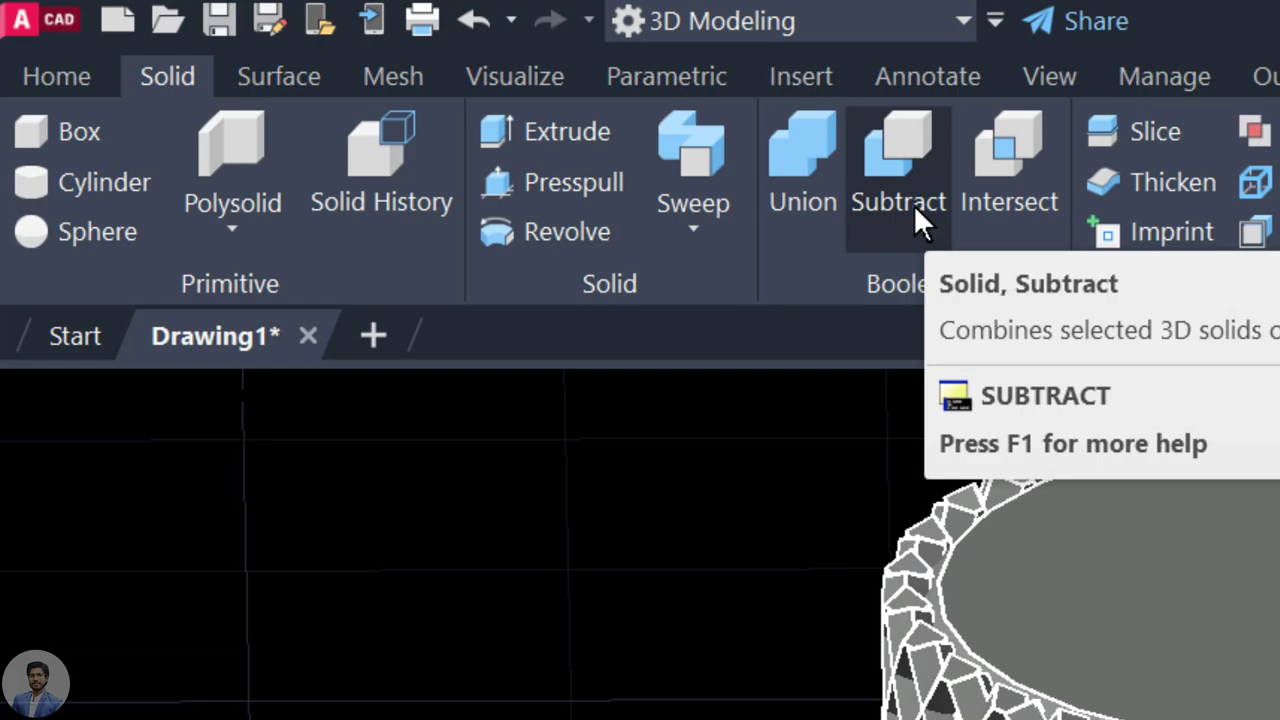 A CAD
3D Modeling
Share
Home
Solid
Surface
Mesh
Visualize
Parametric
Insert
Annotate
View
Manage
Box
Cylinder
Sphere
Polysolid
Solid History
Primitive
Extrude
Presspull
Revolve
Sweep
Solid
Union
Subtract
Intersect
Slice
Thicken
Imprint
Start
Drawing1*
Solid, Subtract
Combines selected 3D solids
SUBTRACT
Press F1 for more help